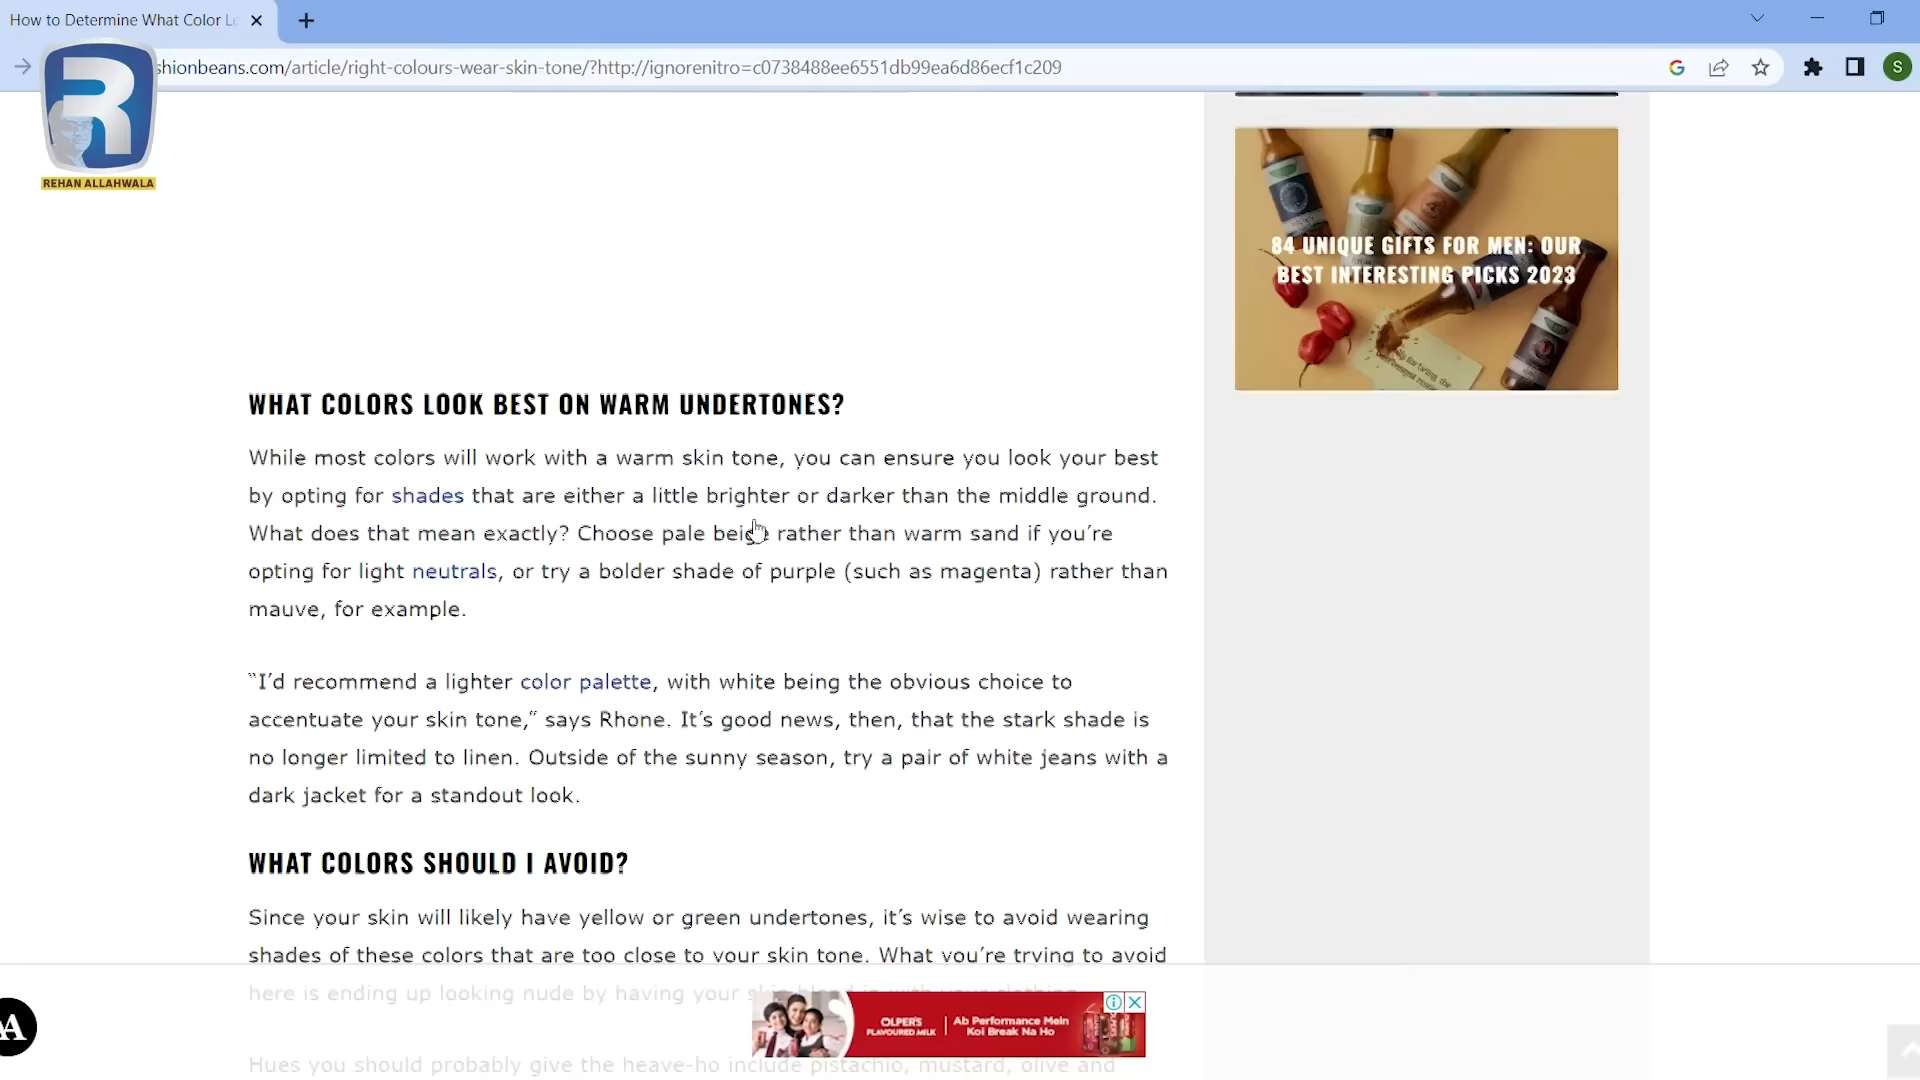 How to Determine What Color Lo
shionbeans.com/article/right-colours-wear-skin-tone/?http://ignorenitro=c0738488ee6551db99ea6d86ecf1c209
S
R
REHAN ALLAHWALA
84 UNIQUE GIFTS FOR MEN: OUR
BEST INTERESTING PICKS 2023
WHAT COLORS LOOK BEST ON WARM UNDERTONES?
While most colors will work with a warm skin tone, you can ensure you look your best
by opting for shades that are either a little brighter or darker than the middle ground.
What does that mean exactly? Choose pale beige rather than warm sand if you’re
opting for light neutrals, or try a bolder shade of purple (such as magenta) rather than
mauve, for example.
“I’d recommend a lighter color palette, with white being the obvious choice to
accentuate your skin tone,” says Rhone. It’s good news, then, that the stark shade is
no longer limited to linen. Outside of the sunny season, try a pair of white jeans with a
dark jacket for a standout look.
WHAT COLORS SHOULD I AVOID?
Since your skin will likely have yellow or green undertones, it’s wise to avoid wearing
shades of these colors that are too close to your skin tone. What you’re trying to avoid
here is ending up looking nude by having your skin blend in with your clothing.
A
OLPER'S
FLAVOURED MILK
Ab Performance Mein
Koi Break Na Ho
Hues you should probably give the heave-ho include pistachio, mustard, olive and